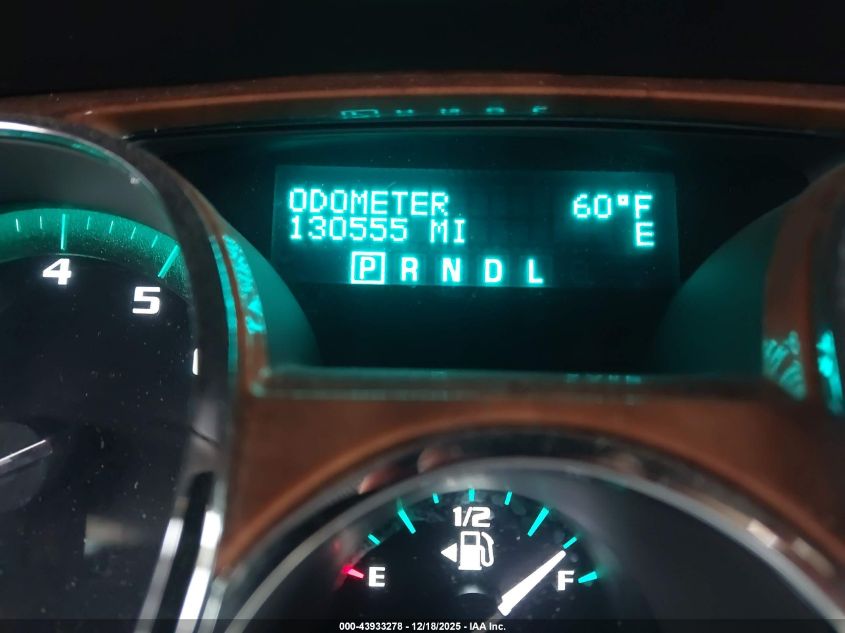 ODOMETER 60°F
130555 MI E
P R N D L
4
5
1/2
E F
000-43933278 - 12/18/2025 - IAA Inc.